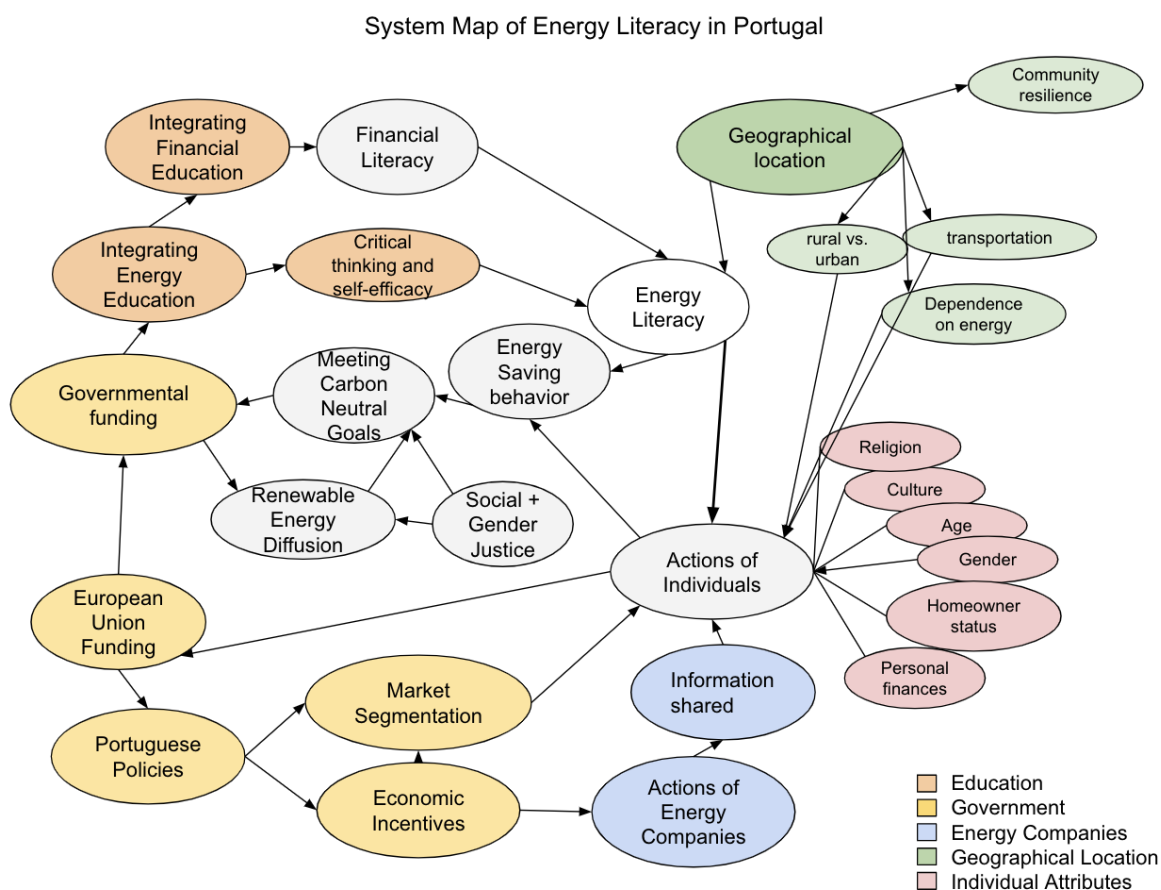 System Map of Energy Literacy in Portugal
Integrating
Financial
Education
Financial
Literacy
Geographical
location
Community
resilience
Integrating
Energy
Education
Critical
thinking and
self-efficacy
Energy
Literacy
rural vs.
urban
transportation
Dependence
on energy
Governmental
funding
Meeting
Carbon
Neutral
Goals
Energy
Saving
behavior
Renewable
Energy
Diffusion
Social +
Gender
Justice
Religion
Culture
Age
Gender
Homeowner
status
Personal
finances
Actions of
Individuals
European
Union
Funding
Market
Segmentation
Information
shared
Portuguese
Policies
Economic
Incentives
Actions of
Energy
Companies
Education
Government
Energy Companies
Geographical Location
Individual Attributes